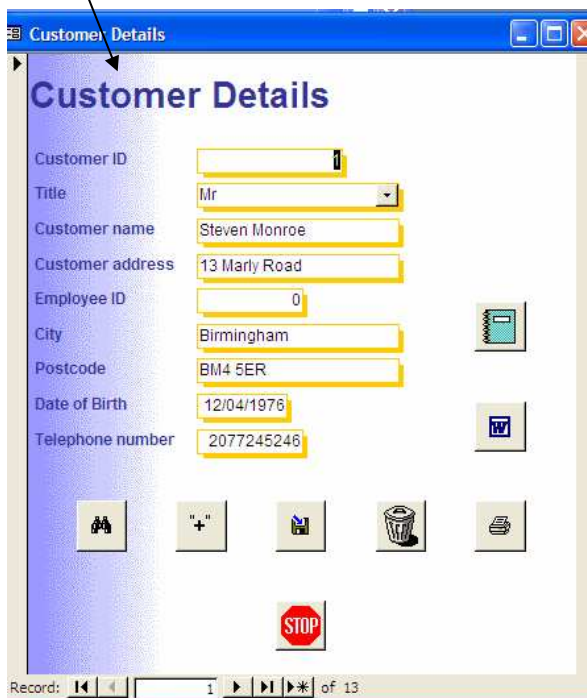 Customer Details
Customer Details
Customer ID 1
Title Mr
Customer name Steven Monroe
Customer address 13 Marly Road
Employee ID 0
City Birmingham
Postcode BM4 5ER
Date of Birth 12/04/1976
Telephone number 2077245246
W
"+"
STOP
Record: 1 of 13